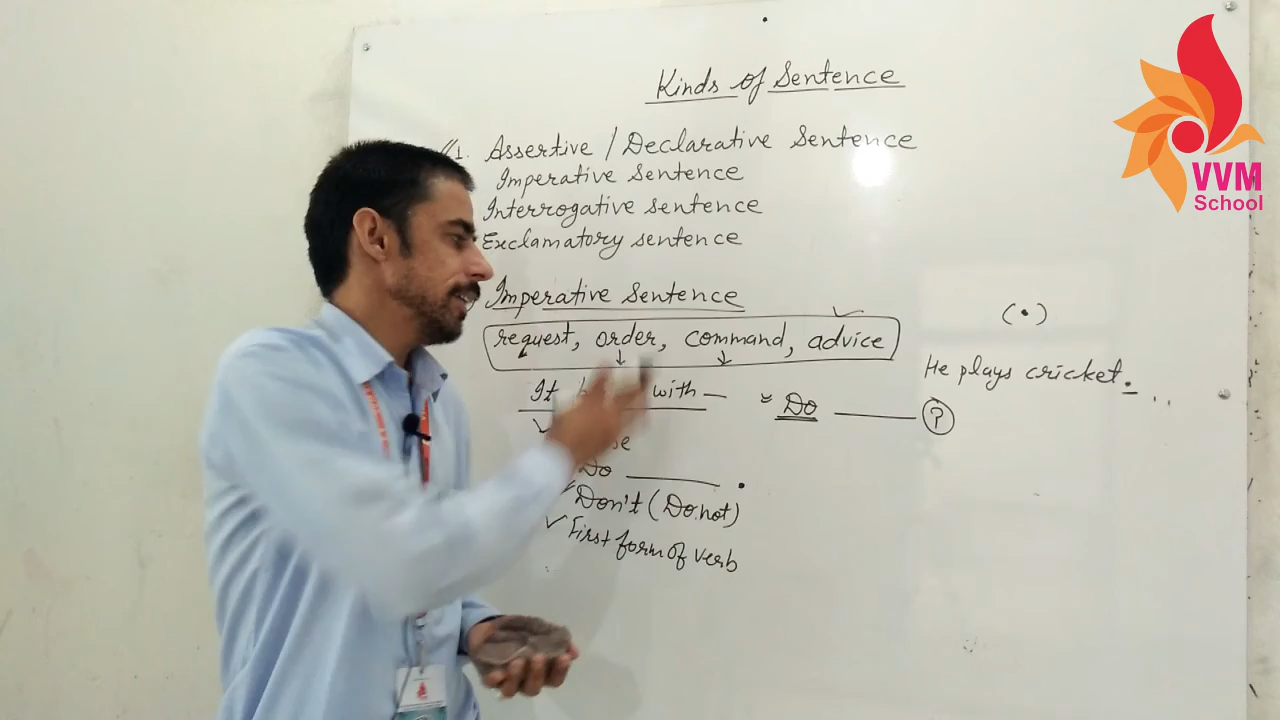 Kinds of Sentence
1. Assertive / Declarative Sentence
Imperative Sentence
Interrogative sentence
Exclamatory sentence
Imperative Sentence
request, order, command, advice
It with —
Do
Don't (Do not)
First form of verb
" Do ——— ?
(•)
He plays cricket.
VVM
School